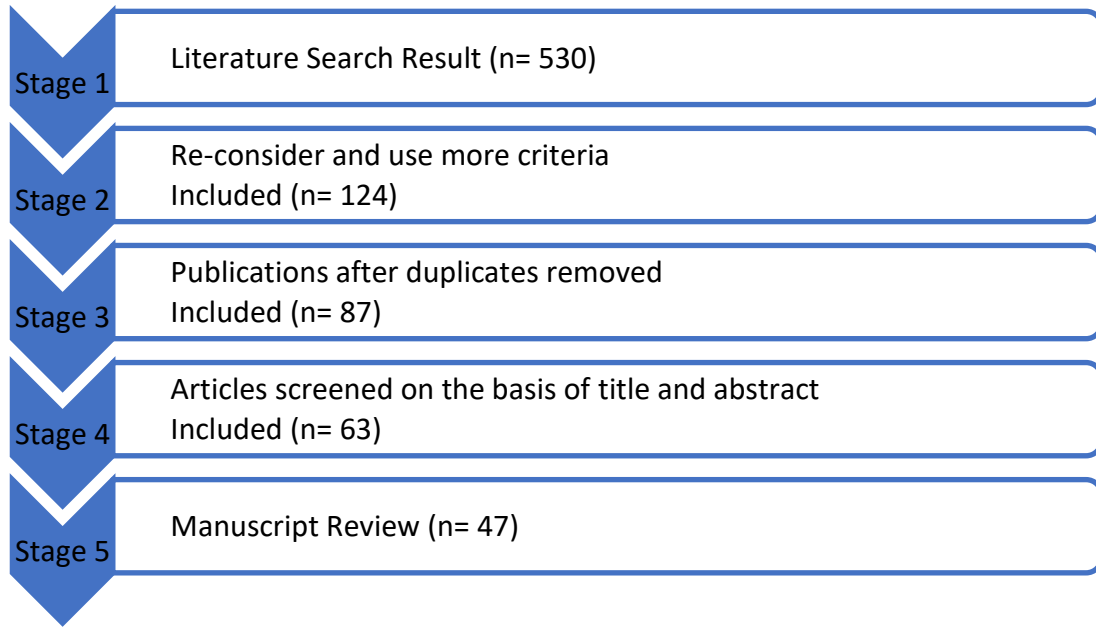 Stage 1
Literature Search Result (n= 530)
Stage 2
Re-consider and use more criteria
Included (n= 124)
Stage 3
Publications after duplicates removed
Included (n= 87)
Stage 4
Articles screened on the basis of title and abstract
Included (n= 63)
Stage 5
Manuscript Review (n= 47)